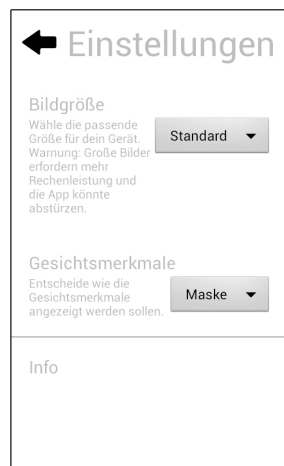 Einstellungen
Bildgröße
Wähle die passende
Größe für dein Gerät.
Warnung: Große Bilder
erfordern mehr
Rechenleistung und
die App könnte
abstürzen.
Standard
Gesichtsmerkmale
Entscheide wie die
Gesichtsmerkmale
angezeigt werden sollen.
Maske
Info